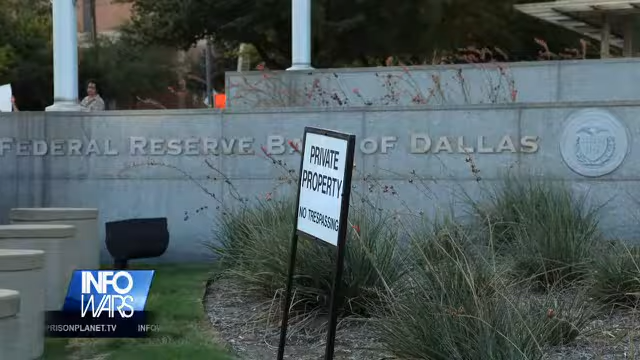 FEDERAL RESERVE BANK OF DALLAS
PRIVATE
PROPERTY
NO TRESPASSING
INFO
WARS
PRISONPLANET.TV